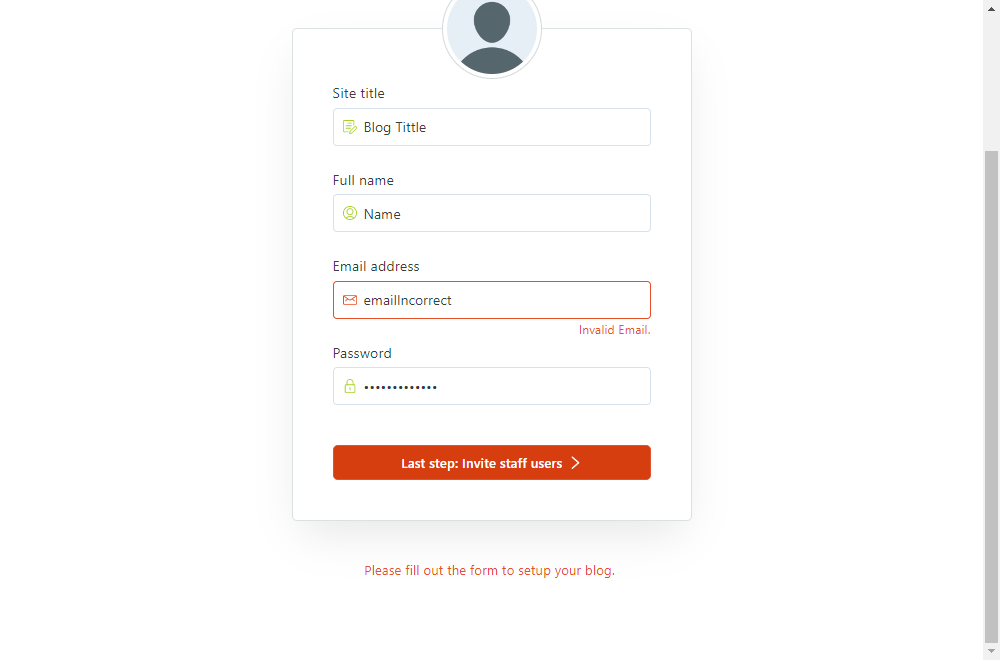 Site title
Blog Tittle
Full name
Name
Email address
emailIncorrect
Invalid Email.
Password
•••••••••••••
Last step: Invite staff users
Please fill out the form to setup your blog.